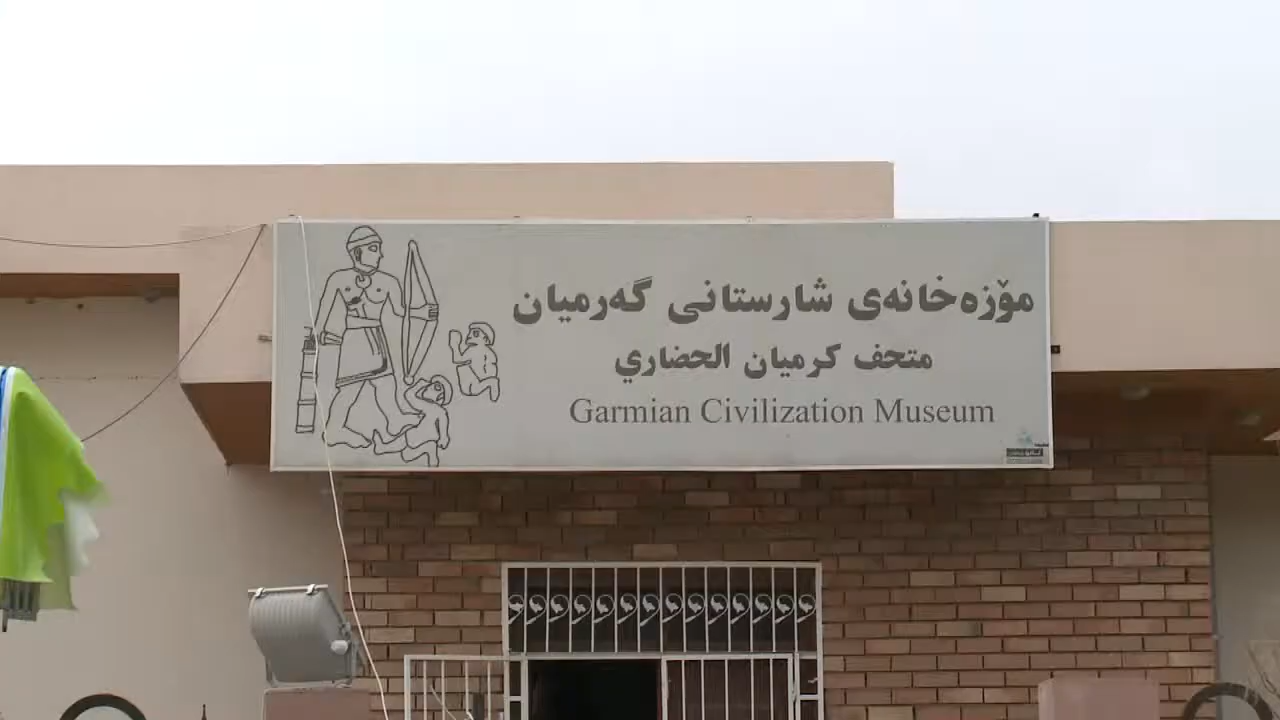 مۆزەخانەی شارستانی گەرمیان
متحف كرميان الحضاري
Garmian Civilization Museum